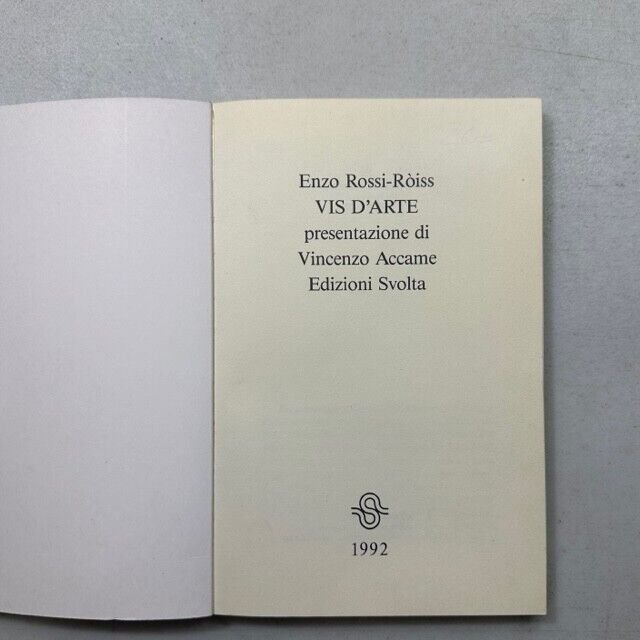 Enzo Rossi-Ròiss
VIS D'ARTE
presentazione di
Vincenzo Accame
Edizioni Svolta
1992